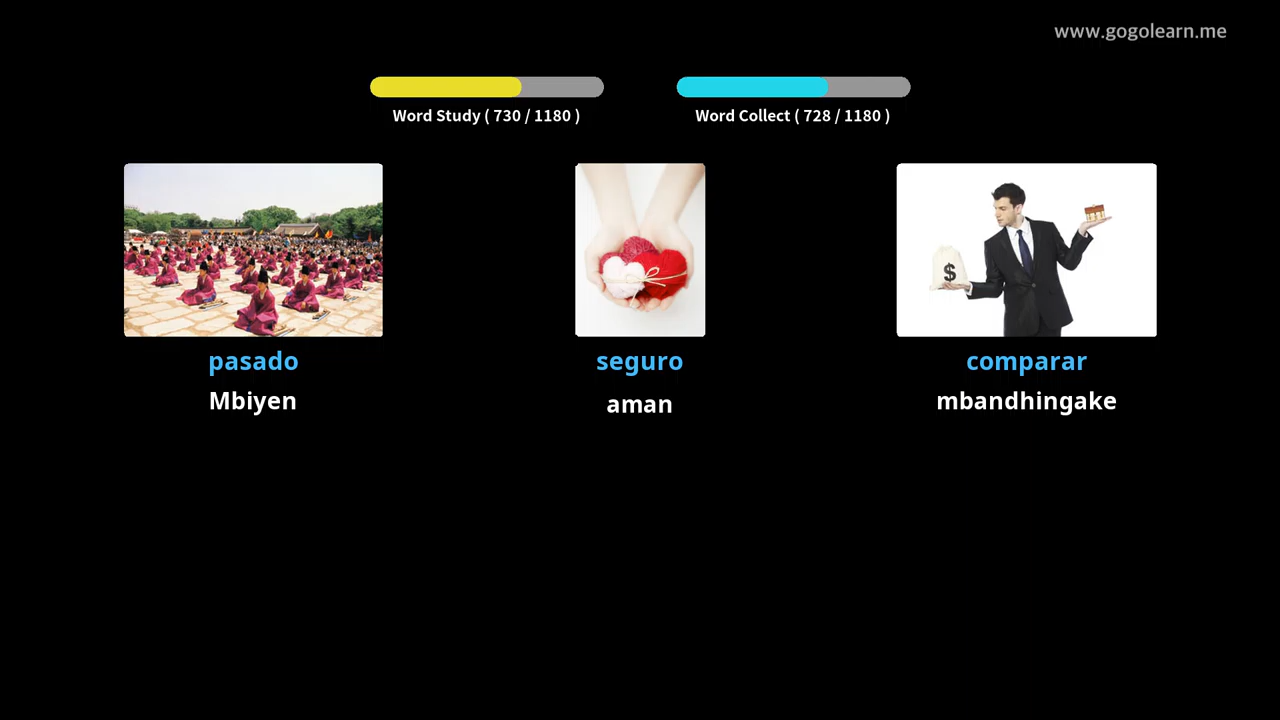 www.gogolearn.me
Word Study ( 730 / 1180 )
Word Collect ( 728 / 1180 )
$
pasado
seguro
comparar
Mbiyen
aman
mbandhingake